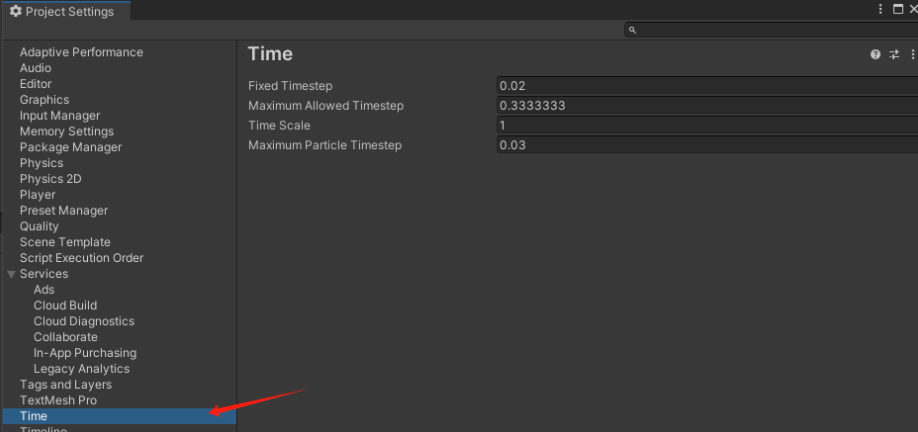 Project Settings
Adaptive Performance
Audio
Editor
Graphics
Input Manager
Memory Settings
Package Manager
Physics
Physics 2D
Player
Preset Manager
Quality
Scene Template
Script Execution Order
Services
Ads
Cloud Build
Cloud Diagnostics
Collaborate
In-App Purchasing
Legacy Analytics
Tags and Layers
TextMesh Pro
Time
Timeline
Time
Fixed Timestep 0.02
Maximum Allowed Timestep 0.3333333
Time Scale 1
Maximum Particle Timestep 0.03